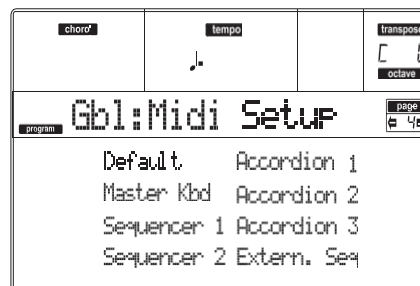 chord tempo transpose
C
octave
program Gbl:Midi Setup page
Default Accordion 1
Master Kbd Accordion 2
Sequencer 1 Accordion 3
Sequencer 2 Extern. Seq